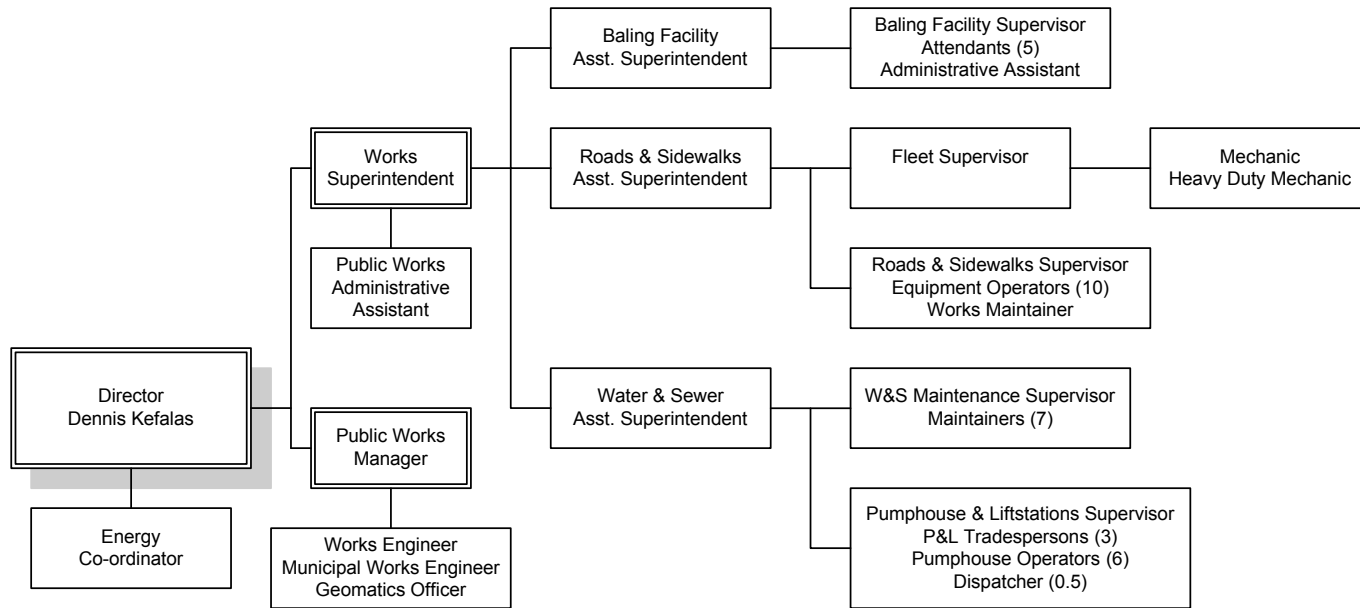 Baling Facility
Asst. Superintendent
Baling Facility Supervisor
Attendants (5)
Administrative Assistant
Works
Superintendent
Roads & Sidewalks
Asst. Superintendent
Fleet Supervisor
Mechanic
Heavy Duty Mechanic
Public Works
Administrative
Assistant
Roads & Sidewalks Supervisor
Equipment Operators (10)
Works Maintainer
Director
Dennis Kefalas
Public Works
Manager
Water & Sewer
Asst. Superintendent
W&S Maintenance Supervisor
Maintainers (7)
Energy
Co-ordinator
Works Engineer
Municipal Works Engineer
Geomatics Officer
Pumphouse & Liftstations Supervisor
P&L Tradespersons (3)
Pumphouse Operators (6)
Dispatcher (0.5)